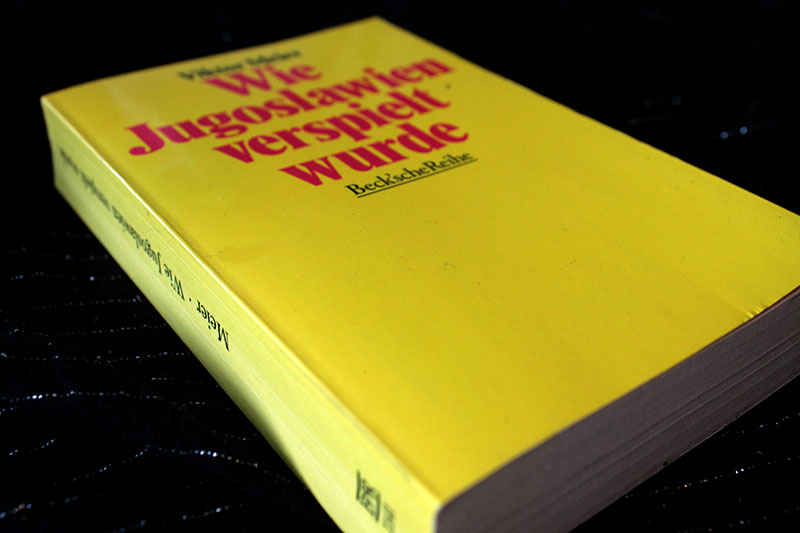 Viktor Meier
Wie
Jugoslawien
verspielt
wurde
Beck'sche Reihe
Meier · Wie Jugoslawien verspielt wurde